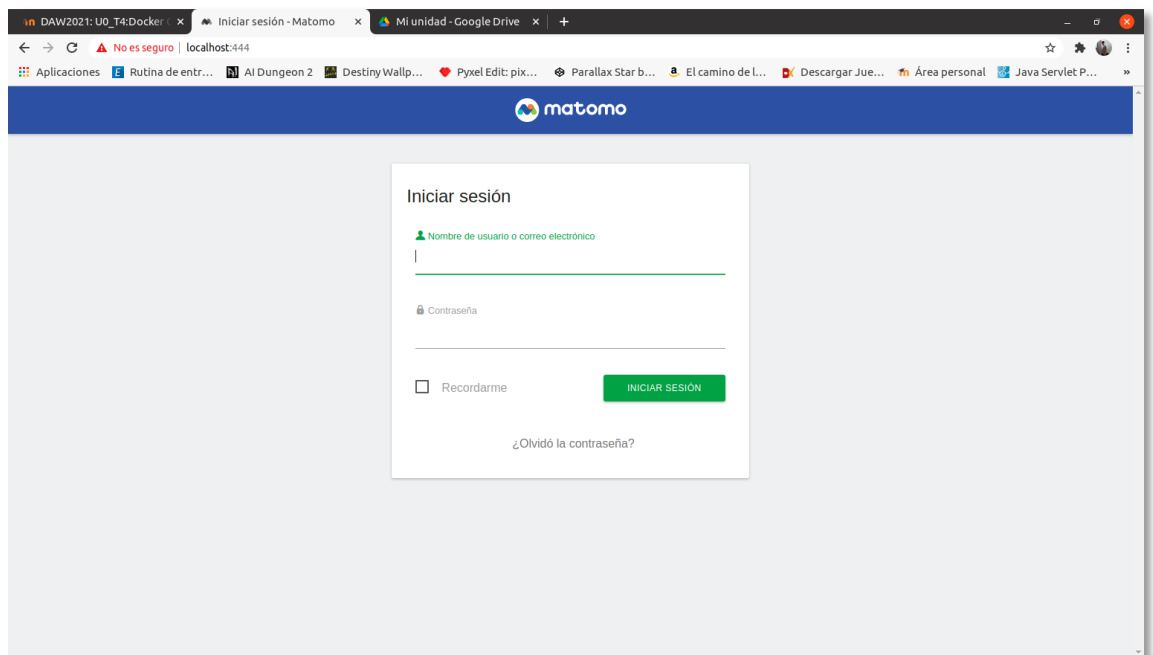 DAW2021: U0_T4:Docker Iniciar sesión - Matomo Mi unidad - Google Drive
No es seguro | localhost:444
Aplicaciones Rutina de entr... AI Dungeon 2 Destiny Wallp... Pyxel Edit: pix... Parallax Star b... El camino de l... Descargar Jue... Área personal Java Servlet P... »
matomo
Iniciar sesión
Nombre de usuario o correo electrónico
Contraseña
Recordarme INICIAR SESIÓN
¿Olvidó la contraseña?